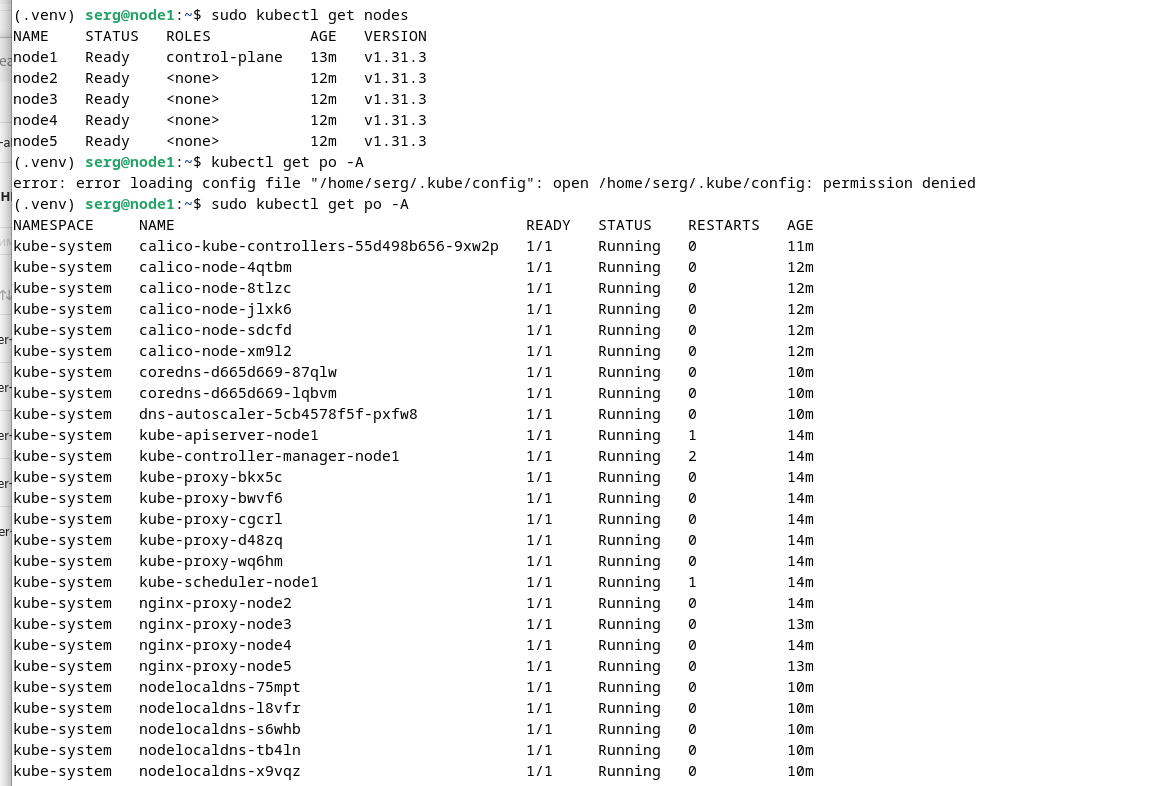 (.venv) serg@node1:~$ sudo kubectl get nodes
NAME    STATUS   ROLES           AGE   VERSION
node1   Ready    control-plane   13m   v1.31.3
node2   Ready    <none>          12m   v1.31.3
node3   Ready    <none>          12m   v1.31.3
node4   Ready    <none>          12m   v1.31.3
node5   Ready    <none>          12m   v1.31.3
(.venv) serg@node1:~$ kubectl get po -A
error: error loading config file "/home/serg/.kube/config": open /home/serg/.kube/config: permission denied
(.venv) serg@node1:~$ sudo kubectl get po -A
NAMESPACE     NAME                                       READY   STATUS    RESTARTS   AGE
kube-system   calico-kube-controllers-55d498b656-9xw2p   1/1     Running   0          11m
kube-system   calico-node-4qtbm                          1/1     Running   0          12m
kube-system   calico-node-8tlzc                          1/1     Running   0          12m
kube-system   calico-node-jlxk6                          1/1     Running   0          12m
kube-system   calico-node-sdcfd                          1/1     Running   0          12m
kube-system   calico-node-xm9l2                          1/1     Running   0          12m
kube-system   coredns-d665d669-87qlw                     1/1     Running   0          10m
kube-system   coredns-d665d669-lqbvm                     1/1     Running   0          10m
kube-system   dns-autoscaler-5cb4578f5f-pxfw8            1/1     Running   0          10m
kube-system   kube-apiserver-node1                       1/1     Running   1          14m
kube-system   kube-controller-manager-node1              1/1     Running   2          14m
kube-system   kube-proxy-bkx5c                           1/1     Running   0          14m
kube-system   kube-proxy-bwvf6                           1/1     Running   0          14m
kube-system   kube-proxy-cgcrl                           1/1     Running   0          14m
kube-system   kube-proxy-d48zq                           1/1     Running   0          14m
kube-system   kube-proxy-wq6hm                           1/1     Running   0          14m
kube-system   kube-scheduler-node1                       1/1     Running   1          14m
kube-system   nginx-proxy-node2                          1/1     Running   0          14m
kube-system   nginx-proxy-node3                          1/1     Running   0          13m
kube-system   nginx-proxy-node4                          1/1     Running   0          14m
kube-system   nginx-proxy-node5                          1/1     Running   0          13m
kube-system   nodelocaldns-75mpt                         1/1     Running   0          10m
kube-system   nodelocaldns-l8vfr                         1/1     Running   0          10m
kube-system   nodelocaldns-s6whb                         1/1     Running   0          10m
kube-system   nodelocaldns-tb4ln                         1/1     Running   0          10m
kube-system   nodelocaldns-x9vqz                         1/1     Running   0          10m